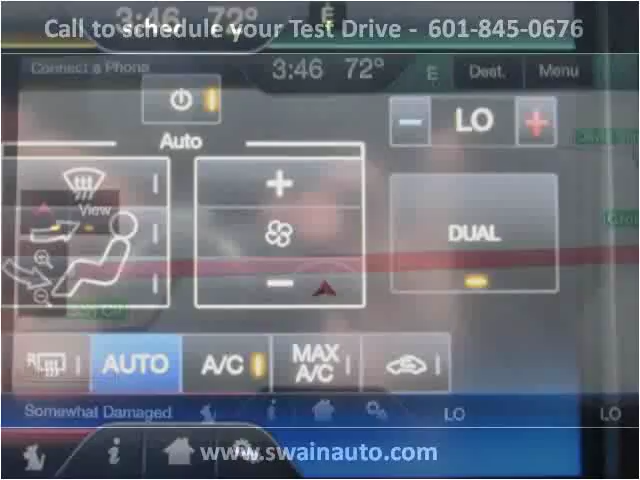 Call to schedule your Test Drive - 601-845-0676
3:46 72°
Connect a Phone 3:46 72° E Dest. Menu
LO
Auto
View
DUAL
R AUTO A/C MAX A/C
Somewhat Damaged LO LO
www.swainauto.com